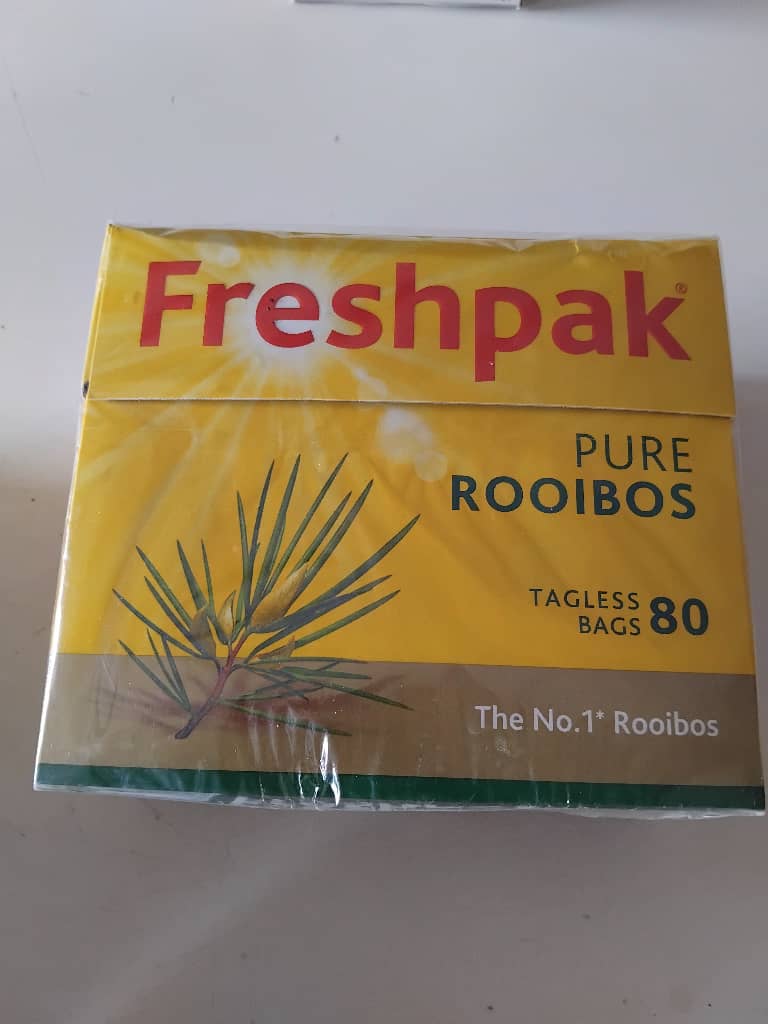 Freshpak®
PURE
ROOIBOS
TAGLESS
BAGS 80
The No.1* Rooibos